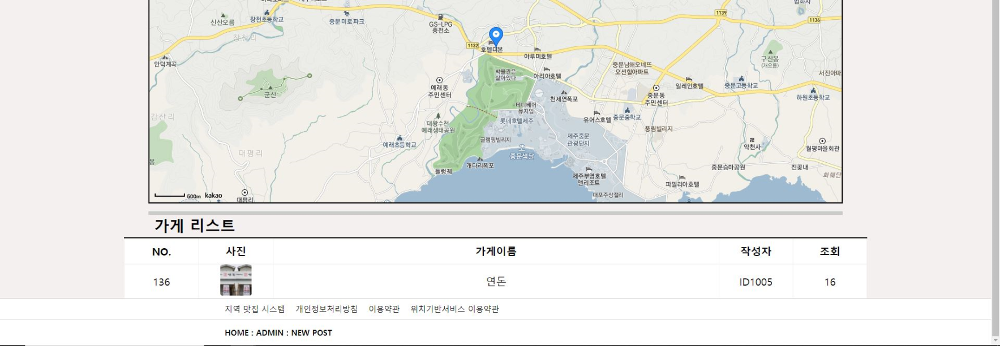 법화사
1139
1136
신산오름
창천초등학교
중문미로파크
GS-LPG
충전소
창천리
1132
호텔더본
안덕계곡
아루미호텔
중문남해오네뜨
오션힐아파트
구산봉
(개오름)
서진아파
박물관은
살아있다
아리아호텔
예래동
주민센터
일레인호텔
중문고등학교
군산
천제연폭포
중문동
주민센터
하원초등학교
테디베어
뮤지엄
감산리
대왕수천
예래생태공원
롯데호텔제주
유어스호텔
중문중학교
풍림빌리지
예래초등학교
글램핑빌리지
제주중문
관광단지
약천사
월평마을회관
대평리
중문색달
봉
들렁궤
개다리폭포
중문승마공원
진곶내
제주부영호텔
앤리조트
파밀리아호텔
화훼단
500m kakao
대평리
대포주상절리
가게 리스트
NO. 사진 가게이름 작성자 조회
136 연돈 ID1005 16
지역 맛집 시스템 개인정보처리방침 이용약관 위치기반서비스 이용약관
HOME : ADMIN : NEW POST